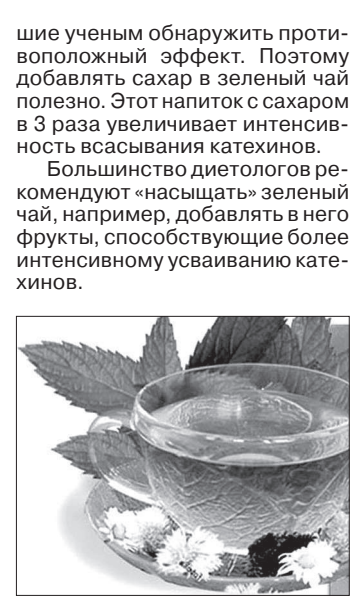 шие ученым обнаружить проти-
воположный эффект. Поэтому
добавлять сахар в зеленый чай
полезно. Этот напиток с сахаром
в 3 раза увеличивает интенсив-
ность всасывания катехинов.
Большинство диетологов ре-
комендуют «насыщать» зеленый
чай, например, добавлять в него
фрукты, способствующие более
интенсивному усваиванию кате-
хинов.